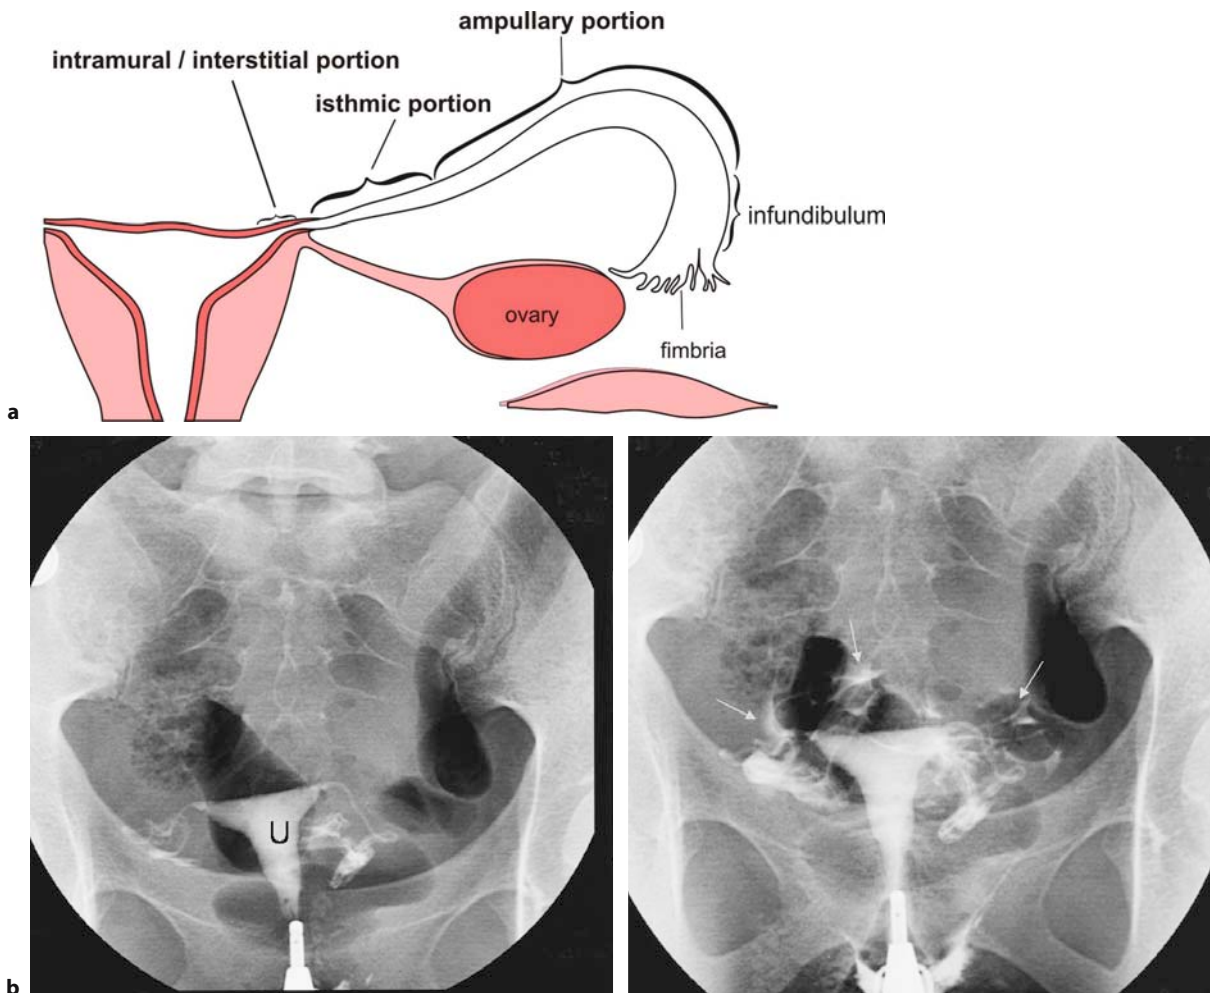 ampullary portion
intramural / interstitial portion
isthmic portion
infundibulum
ovary
fimbria
a
U
b